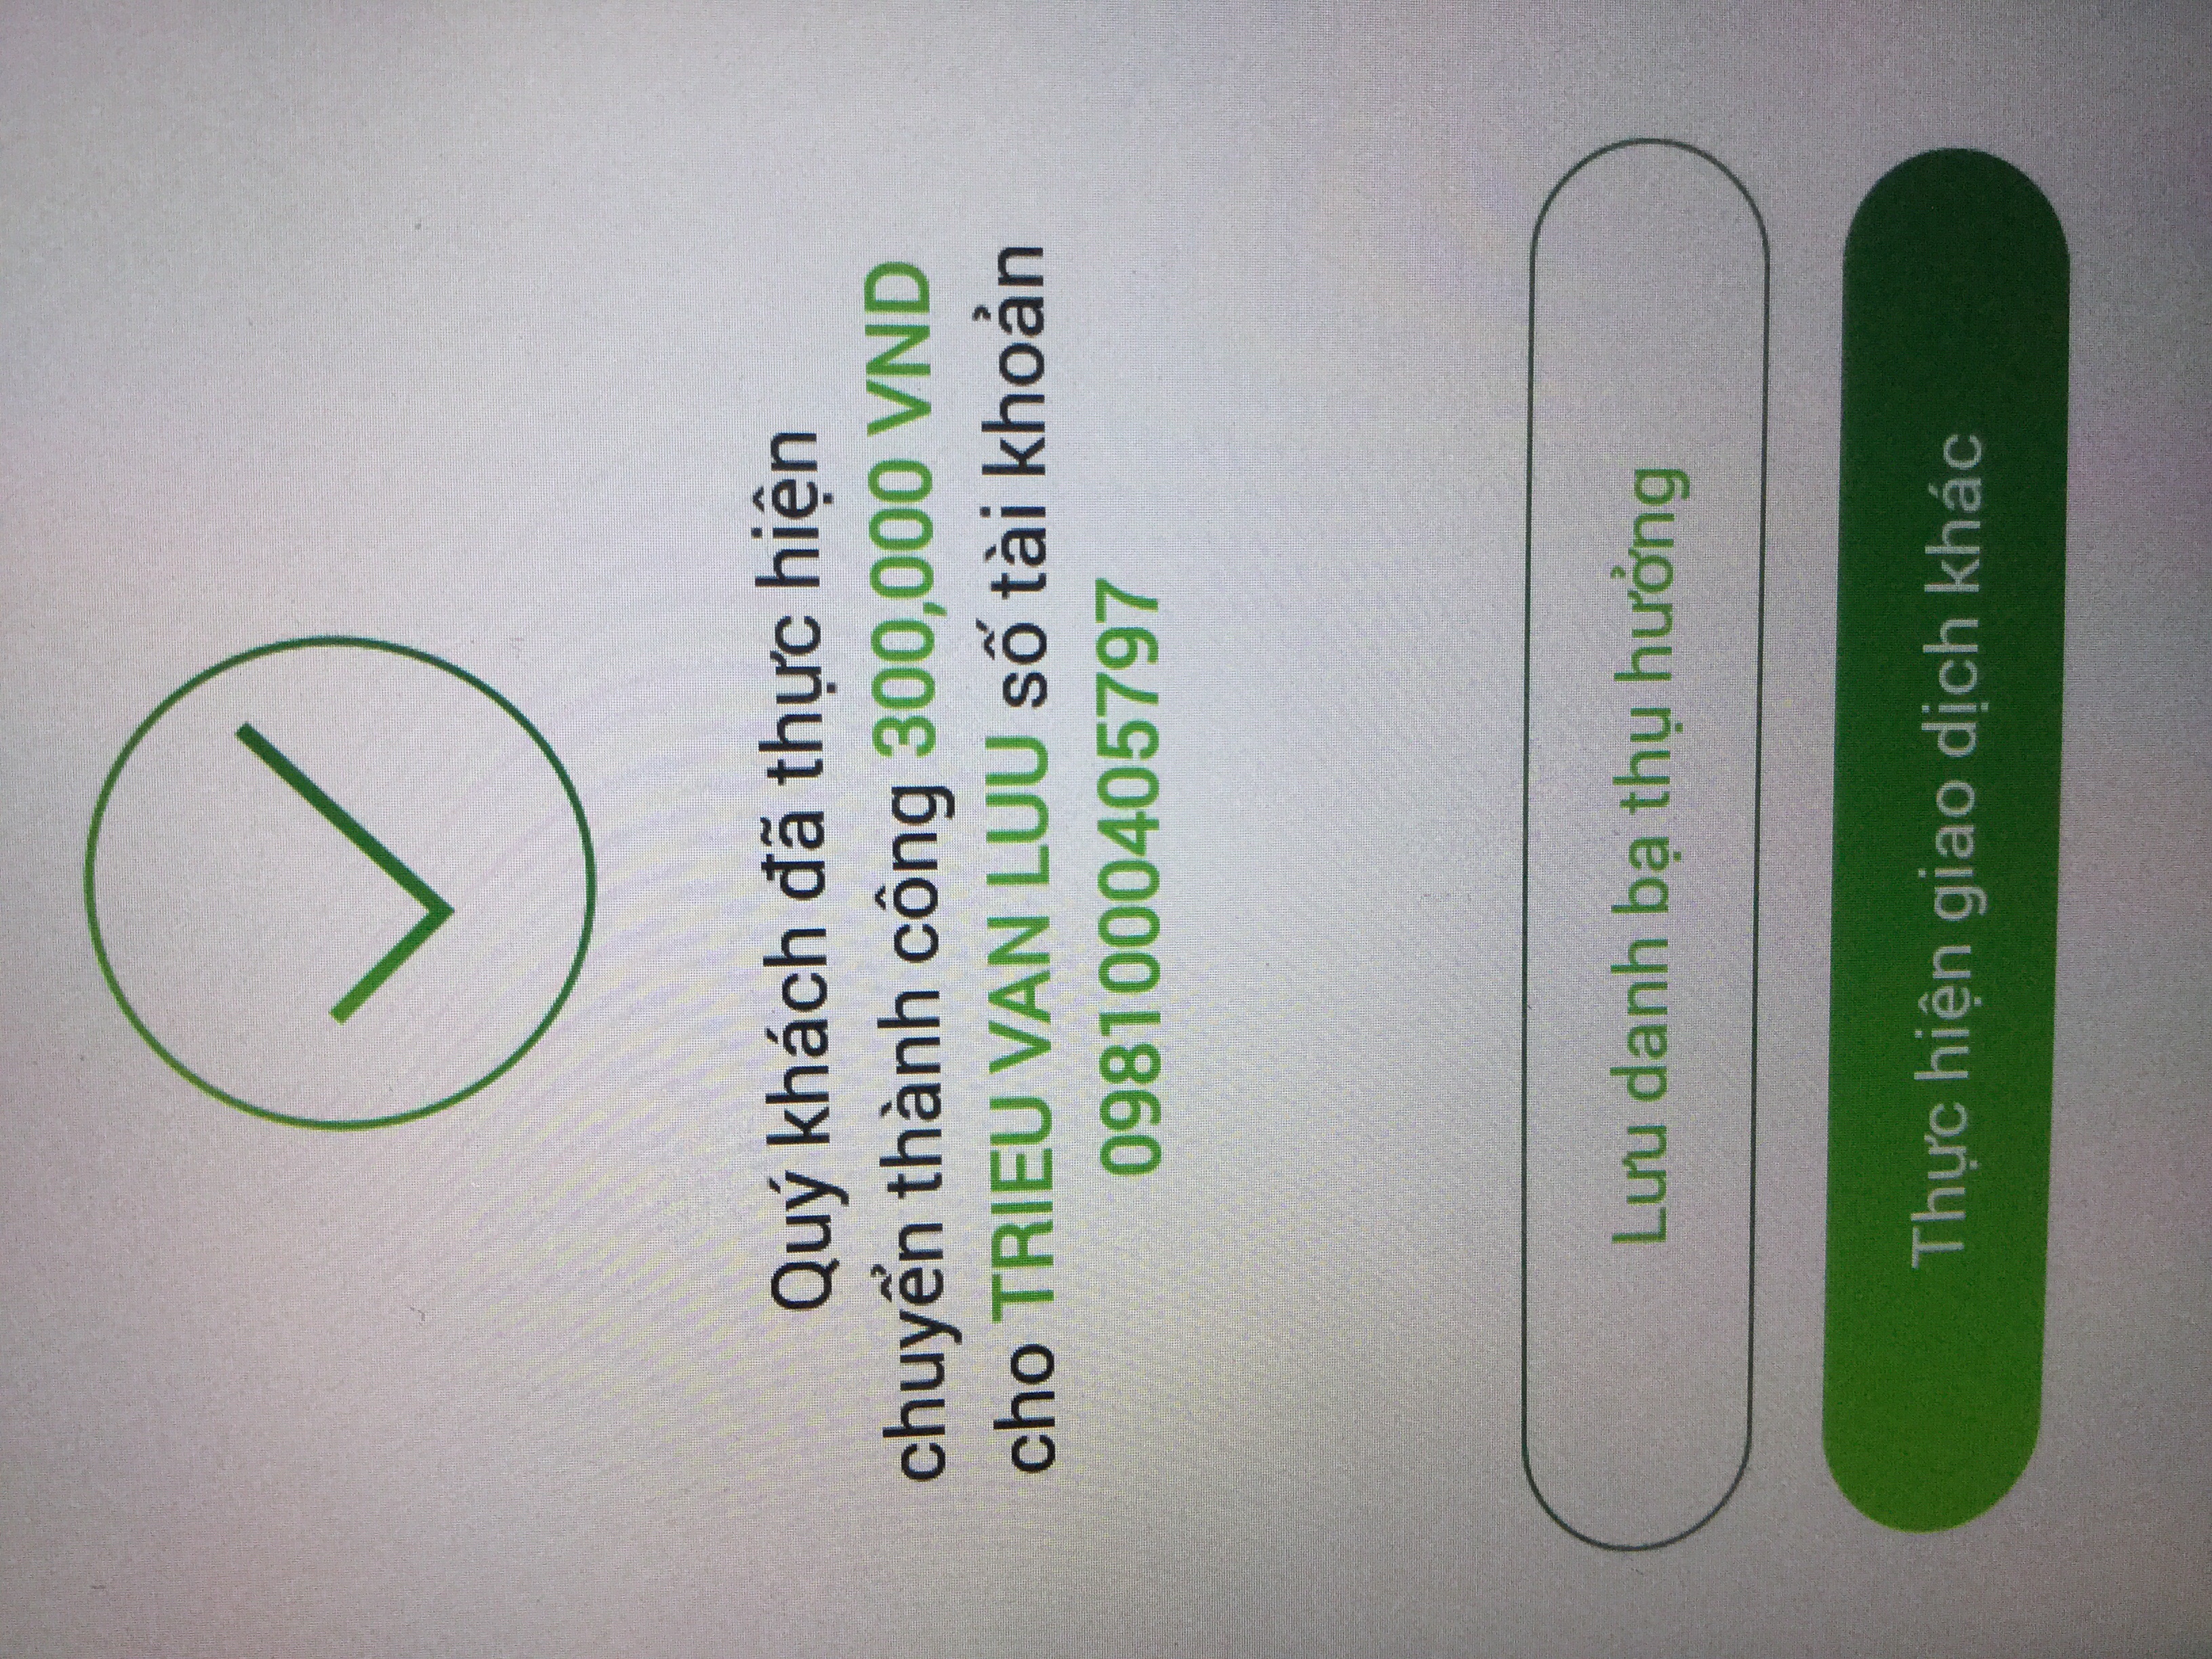 Quý khách đã thực hiện
chuyển thành công 300,000 VND
cho TRIEU VAN LUU số tài khoản
0981000405797
Lưu danh bạ thụ hưởng
Thực hiện giao dịch khác